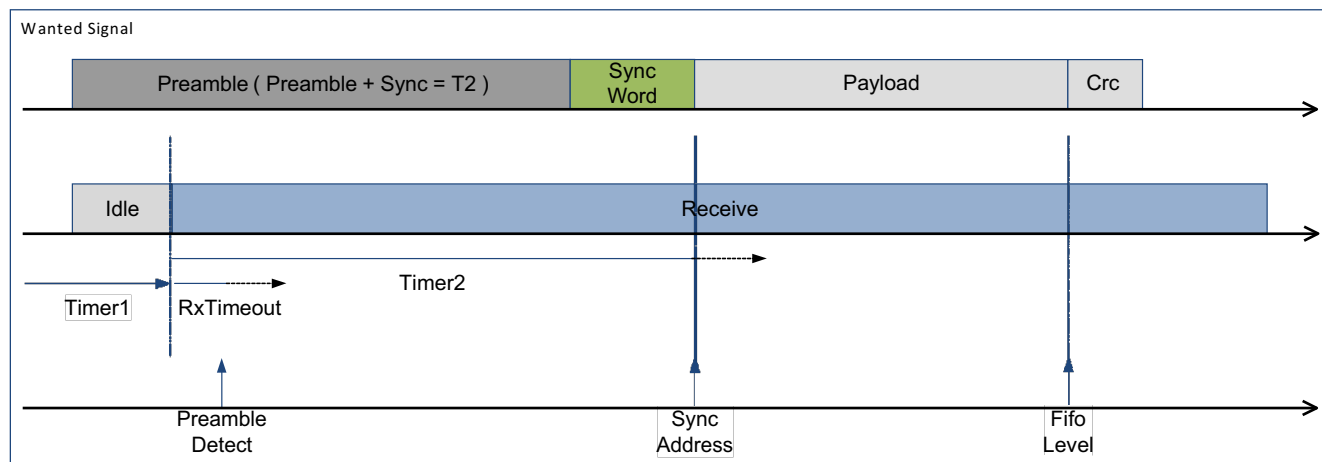 Wanted Signal
Preamble ( Preamble + Sync = T2 )
Sync
Word
Payload
Crc
Idle
Receive
Timer2
Timer1
RxTimeout
Preamble
Detect
Sync
Address
Fifo
Level